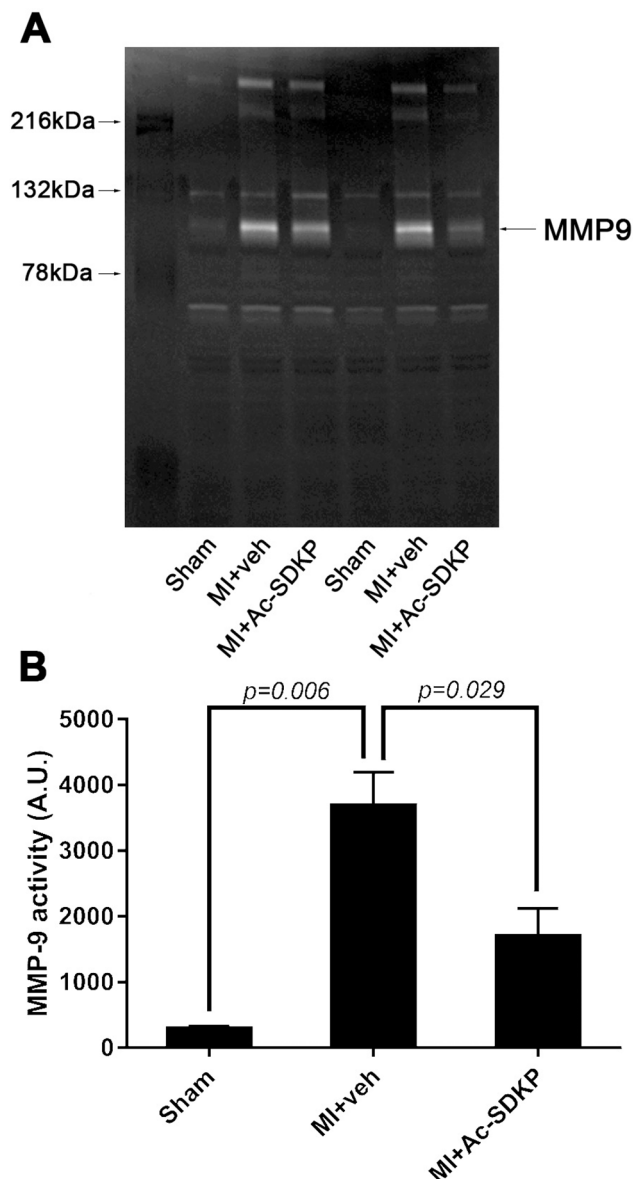 A
216kDa
132kDa
MMP9
78kDa
Sham
MI+veh
MI+Ac-SDKP
Sham
MI+veh
MI+Ac-SDKP
B
p=0.006
p=0.029
MMP-9 activity (A.U.)
5000
4000
3000
2000
1000
0
Sham
MI+veh
MI+Ac-SDKP